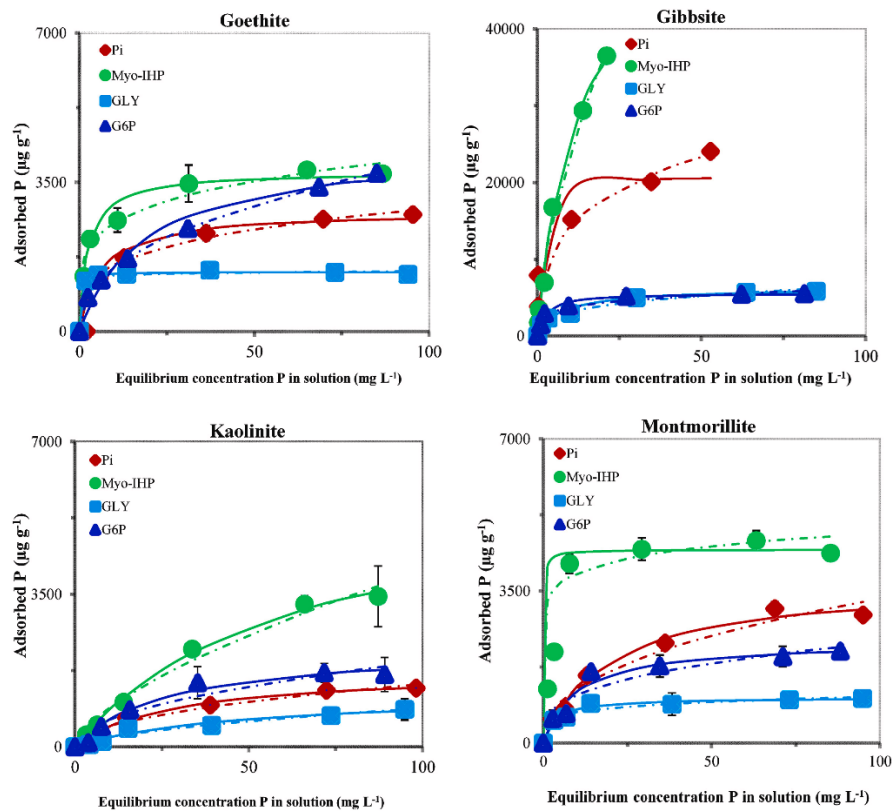 Goethite
7000
Pi
Myo-IHP
GLY
G6P
3500
0
0
50
100
Adsorbed P (µg g⁻¹)
Equilibrium concentration P in solution (mg L⁻¹)
Gibbsite
40000
Pi
Myo-IHP
GLY
G6P
20000
0
0
50
100
Adsorbed P (µg g⁻¹)
Equilibrium concentration P in solution (mg L⁻¹)
Kaolinite
7000
Pi
Myo-IHP
GLY
G6P
3500
0
0
50
100
Adsorbed P (µg g⁻¹)
Equilibrium concentration P in solution (mg L⁻¹)
Montmorillite
7000
Pi
Myo-IHP
GLY
G6P
3500
0
0
50
100
Adsorbed P (µg g⁻¹)
Equilibrium concentration P in solution (mg L⁻¹)